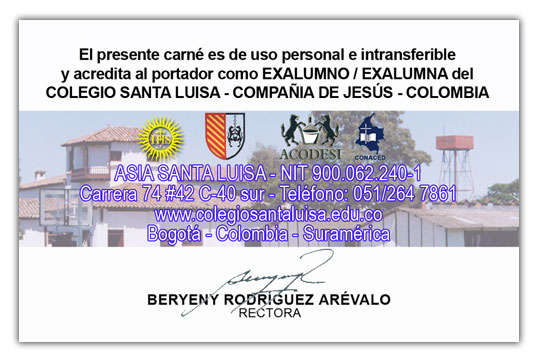 El presente carné es de uso personal e intransferible
y acredita al portador como EXALUMNO / EXALUMNA del
COLEGIO SANTA LUISA - COMPAÑIA DE JESÚS - COLOMBIA
IHS
ACODESI
CONACED
ASIA SANTA LUISA - NIT 900.062.240-1
Carrera 74 #42 C-40 sur - Teléfono: 051/264 7861
www.colegiosantaluisa.edu.co
Bogotá - Colombia - Suramérica
BERYENY RODRÍGUEZ ARÉVALO
RECTORA